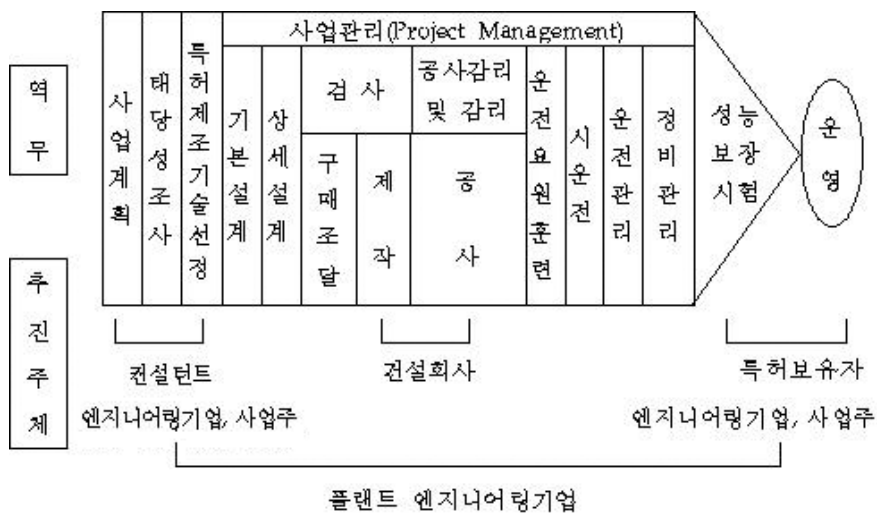 사업관리(Project Management)
역무
사업계획
태당성조사
특허제조기술선정
기본설계
상세설계
검 사
구매조달
제작
공사감리
및 감리
공사
운전요원훈련
시운전
운전관리
정비관리
성능
보장
시험
운영
추진주체
컨설턴트
엔지니어링기업, 사업주
건설회사
특허보유자
엔지니어링기업, 사업주
플랜트 엔지니어링기업